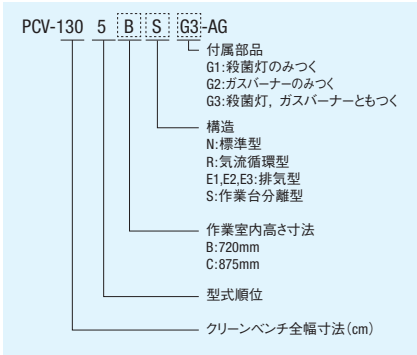 PCV-130 5 B S G3-AG
付属部品
G1:殺菌灯のみつく
G2:ガスバーナーのみつく
G3:殺菌灯, ガスバーナーともつく
構造
N:標準型
R:気流循環型
E1,E2,E3:排気型
S:作業台分離型
作業室内高さ寸法
B:720mm
C:875mm
型式順位
クリーンベンチ全幅寸法(cm)